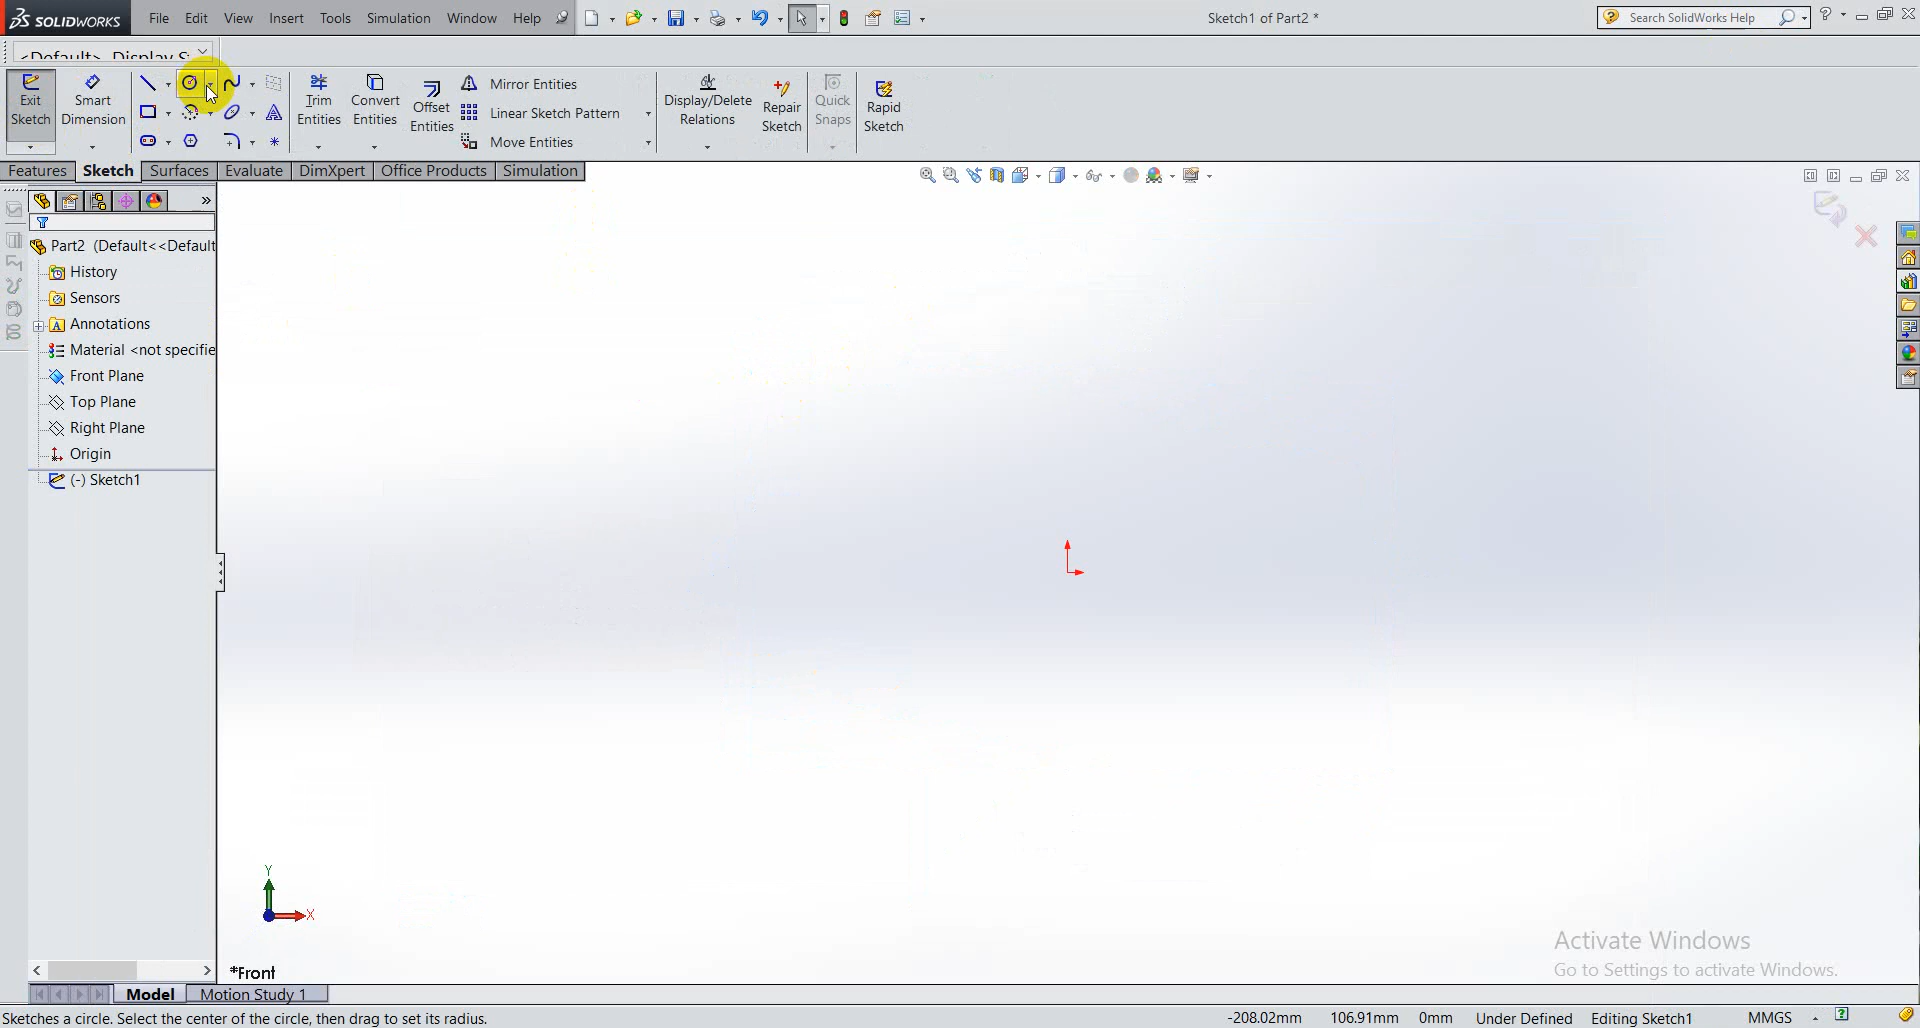 SOLIDWORKS File Edit View Insert Tools Simulation Window Help Sketch1 of Part2 * Search SolidWorks Help
<Default>_Display S
Exit Sketch
Smart Dimension
Trim Entities
Convert Entities
Offset Entities
Mirror Entities
Linear Sketch Pattern
Move Entities
Display/Delete Relations
Repair Sketch
Quick Snaps
Rapid Sketch
Features Sketch Surfaces Evaluate DimXpert Office Products Simulation
Part2 (Default<<Default
History
Sensors
Annotations
Material <not specifie
Front Plane
Top Plane
Right Plane
Origin
(-) Sketch1
Y
X
*Front
Activate Windows
Go to Settings to activate Windows.
Model Motion Study 1
Sketches a circle. Select the center of the circle, then drag to set its radius. -208.02mm 106.91mm 0mm Under Defined Editing Sketch1 MMGS